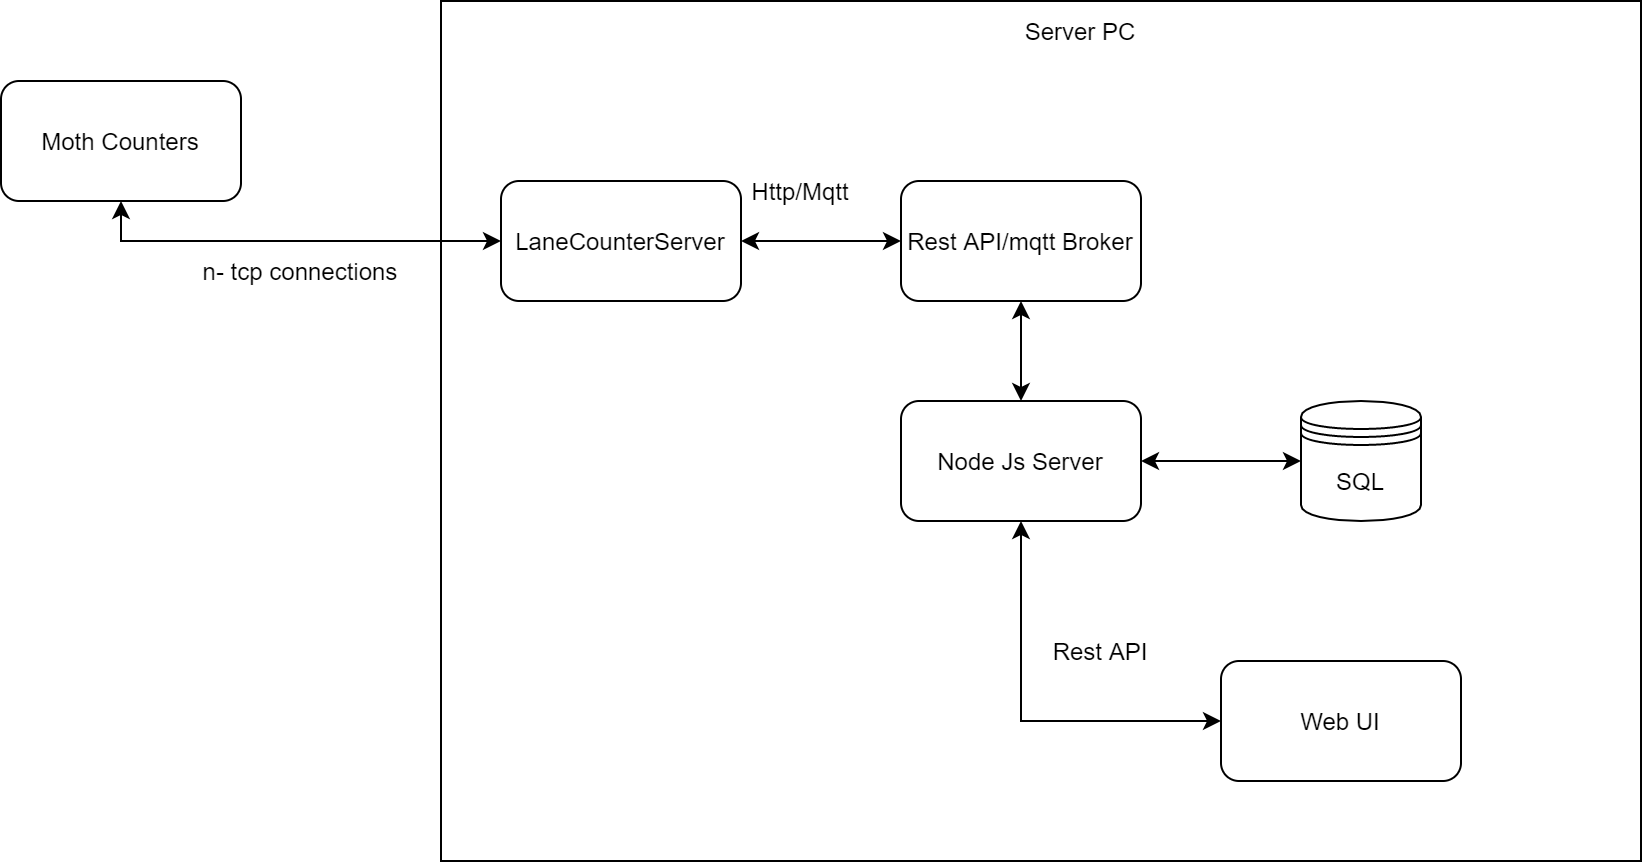 Server PC
Moth Counters
Http/Mqtt
LaneCounterServer
Rest API/mqtt Broker
n- tcp connections
Node Js Server
SQL
Rest API
Web UI